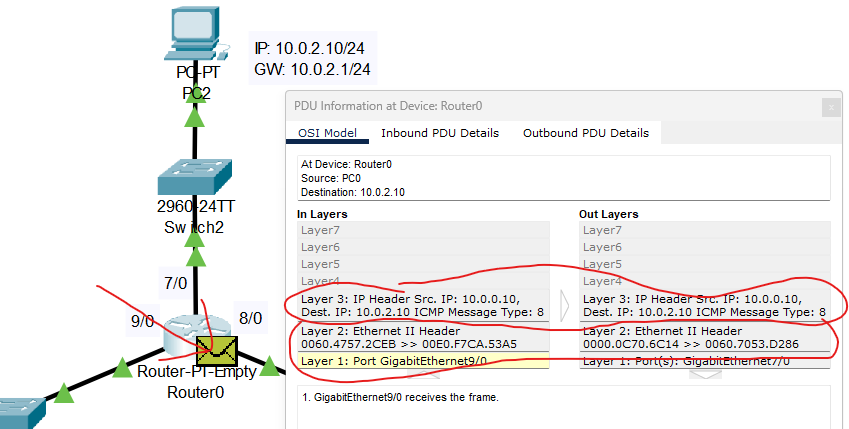 IP: 10.0.2.10/24
GW: 10.0.2.1/24
PC-PT
PC2
2960-24TT
Switch2
7/0
9/0
8/0
Router-PT-Empty
Router0
PDU Information at Device: Router0
x
OSI Model
Inbound PDU Details
Outbound PDU Details
At Device: Router0
Source: PC0
Destination: 10.0.2.10
In Layers
Layer7
Layer6
Layer5
Layer4
Layer 3: IP Header Src. IP: 10.0.0.10,
Dest. IP: 10.0.2.10 ICMP Message Type: 8
Layer 2: Ethernet II Header
0060.4757.2CEB >> 00E0.F7CA.53A5
Layer 1: Port GigabitEthernet9/0
Out Layers
Layer7
Layer6
Layer5
Layer4
Layer 3: IP Header Src. IP: 10.0.0.10,
Dest. IP: 10.0.2.10 ICMP Message Type: 8
Layer 2: Ethernet II Header
0000.0C70.6C14 >> 0060.7053.D286
Layer 1: Port(s): GigabitEthernet7/0
1. GigabitEthernet9/0 receives the frame.